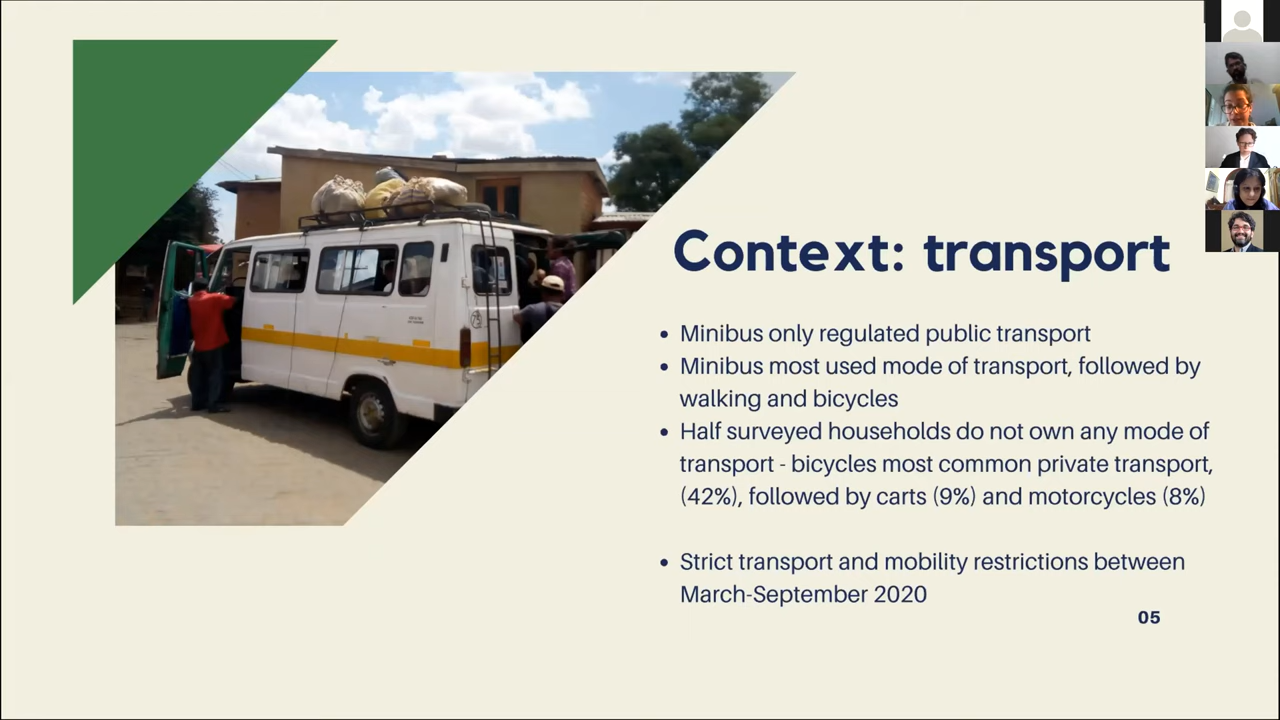 Context: transport
• Minibus only regulated public transport
• Minibus most used mode of transport, followed by
walking and bicycles
• Half surveyed households do not own any mode of
transport - bicycles most common private transport,
(42%), followed by carts (9%) and motorcycles (8%)
• Strict transport and mobility restrictions between
March-September 2020
05